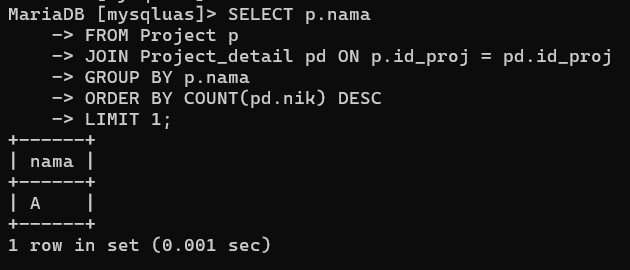 MariaDB [mysqluas]> SELECT p.nama
    -> FROM Project p
    -> JOIN Project_detail pd ON p.id_proj = pd.id_proj
    -> GROUP BY p.nama
    -> ORDER BY COUNT(pd.nik) DESC
    -> LIMIT 1;
+------+
| nama |
+------+
| A    |
+------+
1 row in set (0.001 sec)